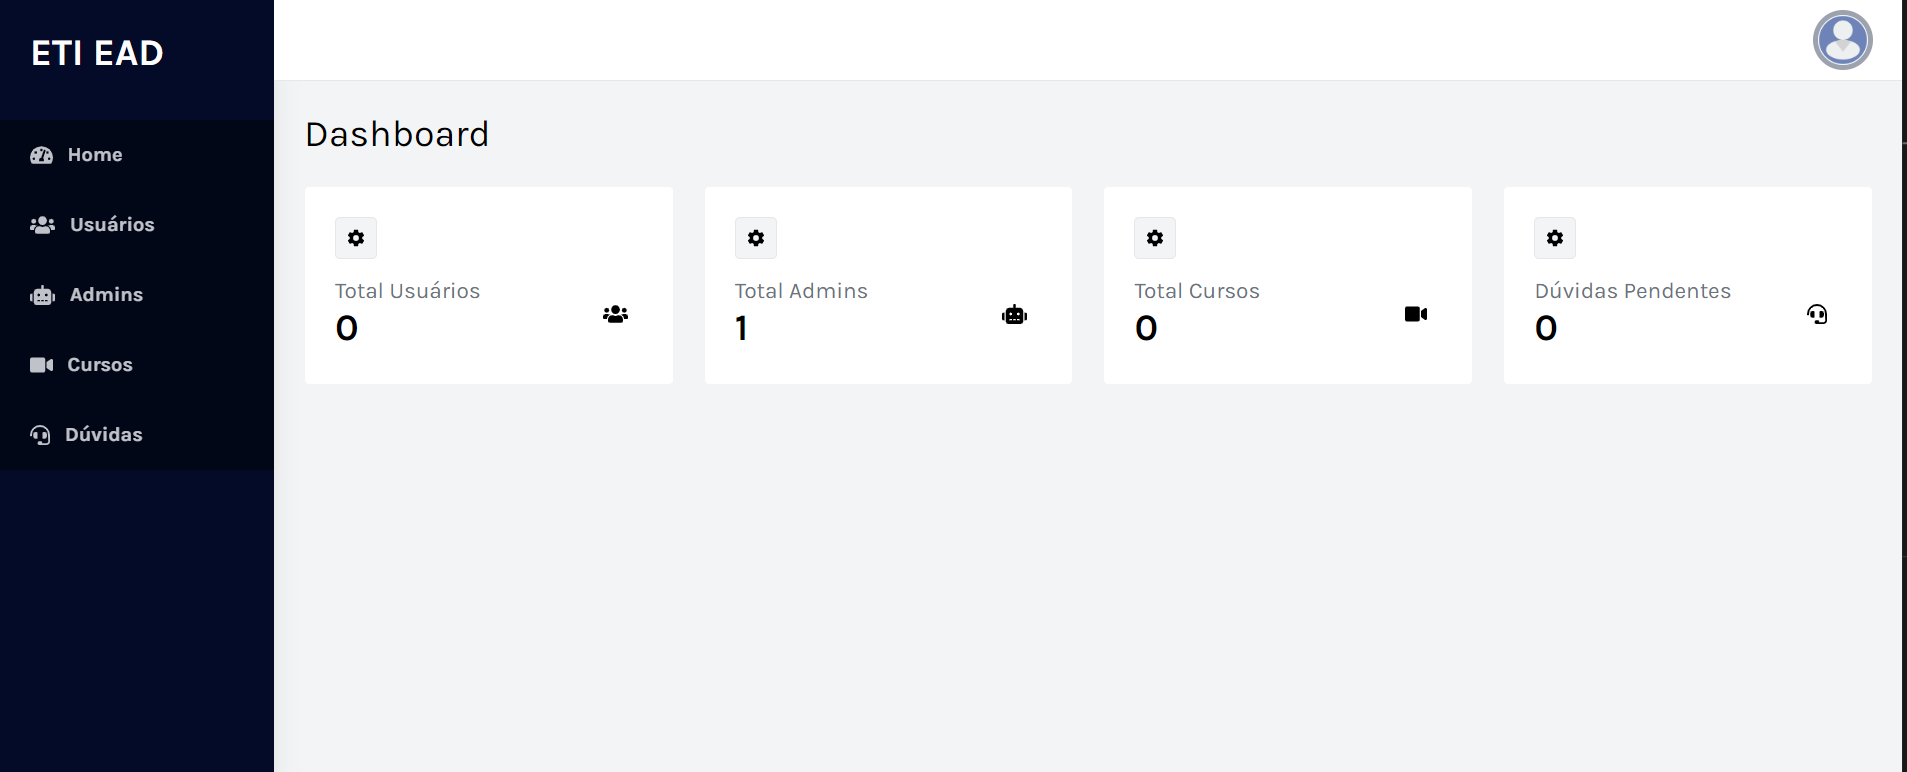 ETI EAD
Home
Usuários
Admins
Cursos
Dúvidas
Dashboard
Total Usuários
0
Total Admins
1
Total Cursos
0
Dúvidas Pendentes
0